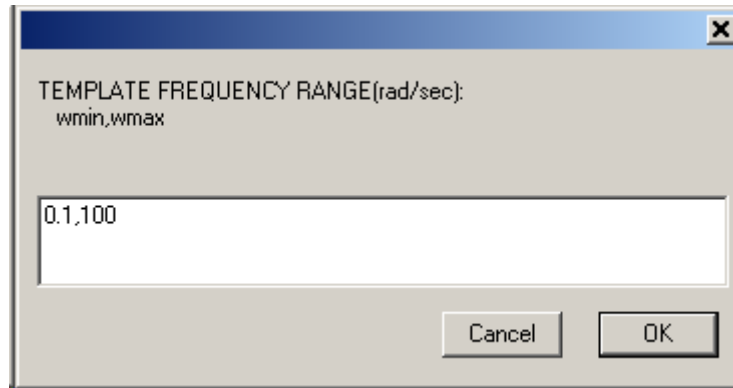 TEMPLATE FREQUENCY RANGE(rad/sec):
wmin,wmax
0.1,100
Cancel
OK